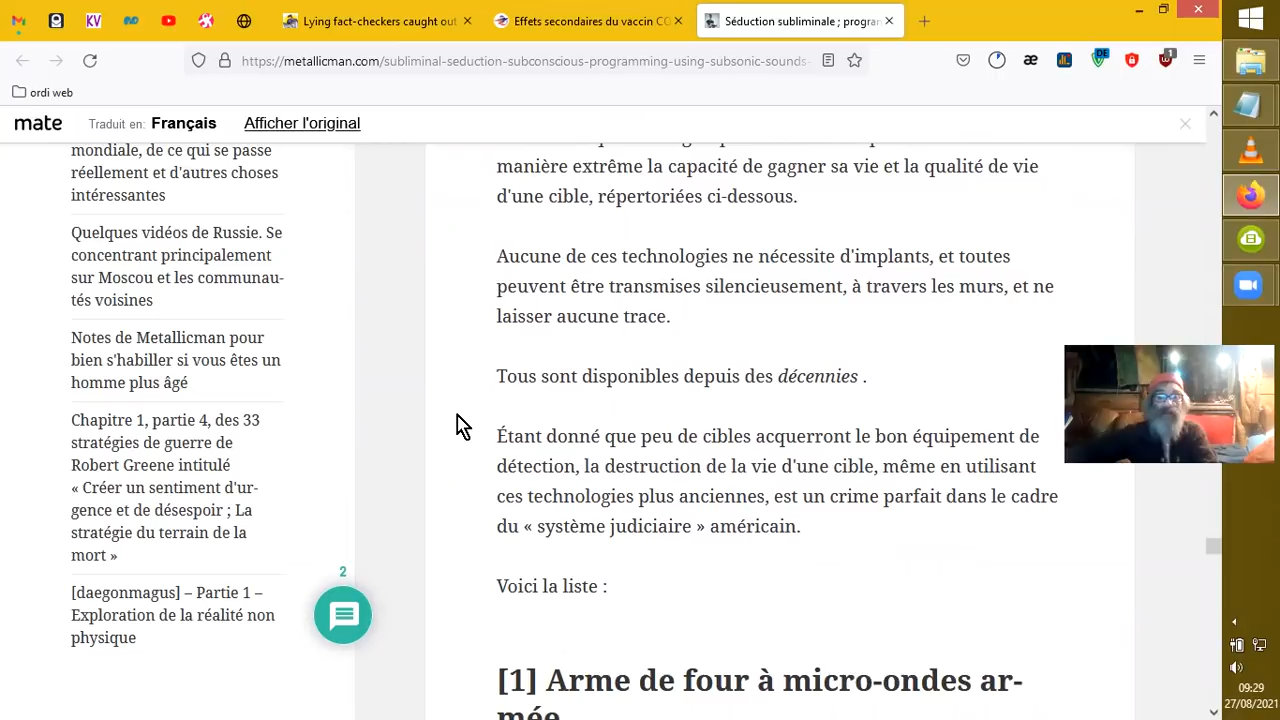 Lying fact-checkers caught out
Effets secondaires du vaccin CO
Séduction subliminale ; progran
https://metallicman.com/subliminal-seduction-subconscious-programming-using-subsonic-sounds-
ordi web
mate
Traduit en: Français
Afficher l'original
mondiale, de ce qui se passe
réellement et d'autres choses
intéressantes
Quelques vidéos de Russie. Se
concentrant principalement
sur Moscou et les communau-
tés voisines
Notes de Metallicman pour
bien s'habiller si vous êtes un
homme plus âgé
Chapitre 1, partie 4, des 33
stratégies de guerre de
Robert Greene intitulé
« Créer un sentiment d'ur-
gence et de désespoir ; La
stratégie du terrain de la
mort »
[daegonmagus] – Partie 1 –
Exploration de la réalité non
physique
2
manière extrême la capacité de gagner sa vie et la qualité de vie
d'une cible, répertoriées ci-dessous.
Aucune de ces technologies ne nécessite d'implants, et toutes
peuvent être transmises silencieusement, à travers les murs, et ne
laisser aucune trace.
Tous sont disponibles depuis des décennies .
Étant donné que peu de cibles acquerront le bon équipement de
détection, la destruction de la vie d'une cible, même en utilisant
ces technologies plus anciennes, est un crime parfait dans le cadre
du « système judiciaire » américain.
Voici la liste :
[1] Arme de four à micro-ondes ar-
mée
KV
æ
DE
1
09:29
27/08/2021